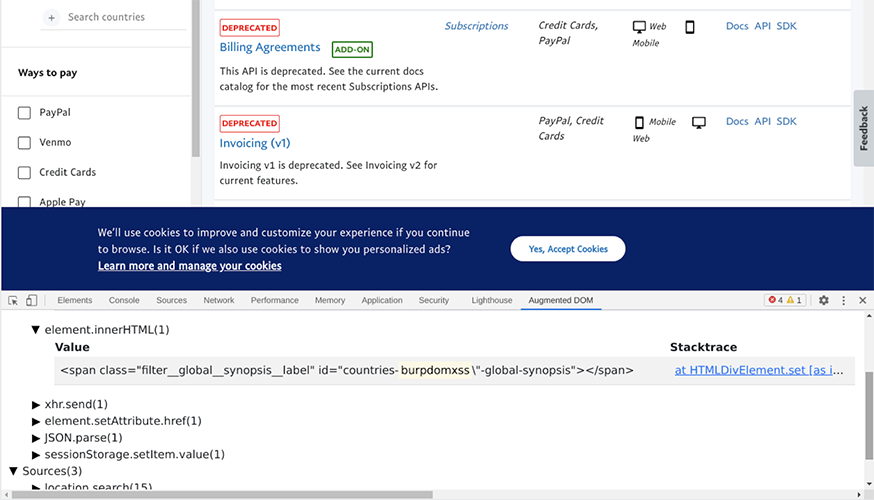 Search countries
Ways to pay
PayPal
Venmo
Credit Cards
Apple Pay
DEPRECATED
Billing Agreements ADD-ON
This API is deprecated. See the current docs
catalog for the most recent Subscriptions APIs.
Subscriptions
Credit Cards,
PayPal
Web
Mobile
Docs API SDK
DEPRECATED
Invoicing (v1)
Invoicing v1 is deprecated. See Invoicing v2 for
current features.
PayPal, Credit
Cards
Mobile
Web
Docs API SDK
Feedback
We'll use cookies to improve and customize your experience if you continue
to browse. Is it OK if we also use cookies to show you personalized ads?
Learn more and manage your cookies
Yes, Accept Cookies
Elements Console Sources Network Performance Memory Application Security Lighthouse Augmented DOM 4 1
element.innerHTML(1)
Value Stacktrace
<span class="filter__global__synopsis__label" id="countries-burpdomxss\"-global-synopsis"></span> at HTMLDivElement.set [as i...
xhr.send(1)
element.setAttribute.href(1)
JSON.parse(1)
sessionStorage.setItem.value(1)
Sources(3)
location.search(15)